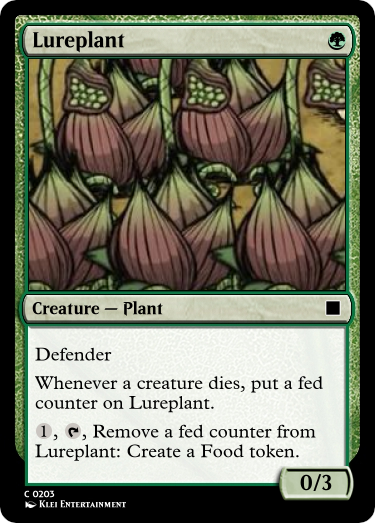 Lureplant
Creature — Plant
Defender
Whenever a creature dies, put a fed
counter on Lureplant.
1, , Remove a fed counter from
Lureplant: Create a Food token.
0/3
C 0203
Klei Entertainment